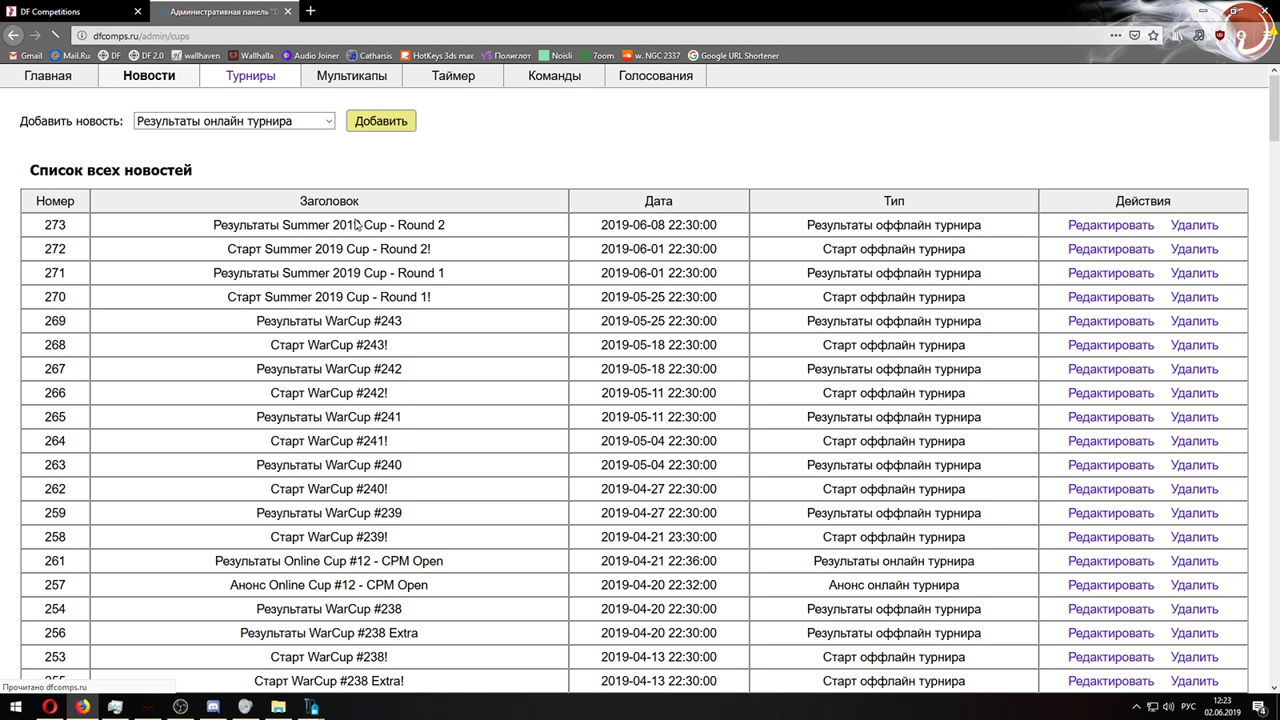 DF Competitions
Административная панель "D
dfcomps.ru/admin/cups
Gmail Mail.Ru DF DF 2.0 wallhaven Wallhalla Audio Joiner Catharsis HotKeys 3ds max Полиглот Noisli 7oom w. NGC 2337 Google URL Shortener
Главная Новости Турниры Мультикапы Таймер Команды Голосования
Добавить новость: Результаты онлайн турнира Добавить
Список всех новостей
Номер Заголовок Дата Тип Действия
273 Результаты Summer 2019 Cup - Round 2 2019-06-08 22:30:00 Результаты оффлайн турнира Редактировать Удалить
272 Старт Summer 2019 Cup - Round 2! 2019-06-01 22:30:00 Старт оффлайн турнира Редактировать Удалить
271 Результаты Summer 2019 Cup - Round 1 2019-06-01 22:30:00 Результаты оффлайн турнира Редактировать Удалить
270 Старт Summer 2019 Cup - Round 1! 2019-05-25 22:30:00 Старт оффлайн турнира Редактировать Удалить
269 Результаты WarCup #243 2019-05-25 22:30:00 Результаты оффлайн турнира Редактировать Удалить
268 Старт WarCup #243! 2019-05-18 22:30:00 Старт оффлайн турнира Редактировать Удалить
267 Результаты WarCup #242 2019-05-18 22:30:00 Результаты оффлайн турнира Редактировать Удалить
266 Старт WarCup #242! 2019-05-11 22:30:00 Старт оффлайн турнира Редактировать Удалить
265 Результаты WarCup #241 2019-05-11 22:30:00 Результаты оффлайн турнира Редактировать Удалить
264 Старт WarCup #241! 2019-05-04 22:30:00 Старт оффлайн турнира Редактировать Удалить
263 Результаты WarCup #240 2019-05-04 22:30:00 Результаты оффлайн турнира Редактировать Удалить
262 Старт WarCup #240! 2019-04-27 22:30:00 Старт оффлайн турнира Редактировать Удалить
259 Результаты WarCup #239 2019-04-27 22:30:00 Результаты оффлайн турнира Редактировать Удалить
258 Старт WarCup #239! 2019-04-21 23:30:00 Старт оффлайн турнира Редактировать Удалить
261 Результаты Online Cup #12 - CPM Open 2019-04-21 22:36:00 Результаты онлайн турнира Редактировать Удалить
257 Анонс Online Cup #12 - CPM Open 2019-04-20 22:32:00 Анонс онлайн турнира Редактировать Удалить
254 Результаты WarCup #238 2019-04-20 22:30:00 Результаты оффлайн турнира Редактировать Удалить
256 Результаты WarCup #238 Extra 2019-04-20 22:30:00 Результаты оффлайн турнира Редактировать Удалить
253 Старт WarCup #238! 2019-04-13 22:30:00 Старт оффлайн турнира Редактировать Удалить
255 Старт WarCup #238 Extra! 2019-04-13 22:30:00 Старт оффлайн турнира Редактировать Удалить
Прочитано dfcomps.ru
РУС 12:23
02.06.2019 4